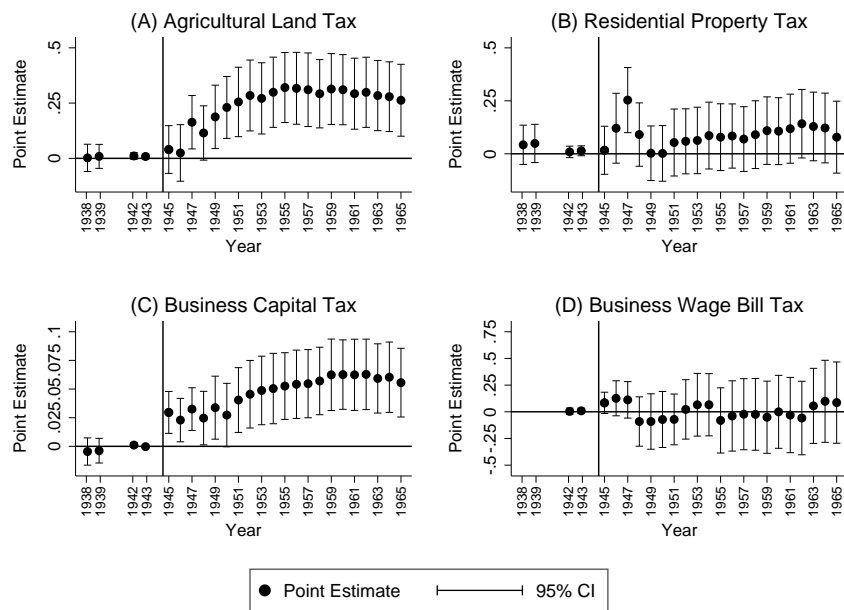 (A) Agricultural Land Tax
Point Estimate
0 .25 .5
1938 1939 1942 1943 1945 1947 1949 1951 1953 1955 1957 1959 1961 1963 1965
Year
(B) Residential Property Tax
Point Estimate
0 .25 .5
1938 1939 1942 1943 1945 1947 1949 1951 1953 1955 1957 1959 1961 1963 1965
Year
(C) Business Capital Tax
Point Estimate
0 .025 .05 .075 .1
1938 1939 1942 1943 1945 1947 1949 1951 1953 1955 1957 1959 1961 1963 1965
Year
(D) Business Wage Bill Tax
Point Estimate
-.5 -.25 0 .25 .5 .75
1938 1939 1942 1943 1945 1947 1949 1951 1953 1955 1957 1959 1961 1963 1965
Year
Point Estimate 95% CI